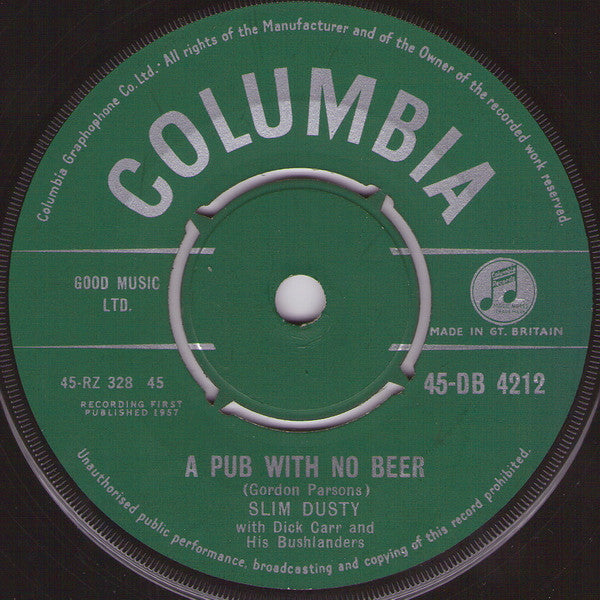 Columbia Graphophone Co. Ltd. All rights of the Manufacturer and of the Owner of the recorded work reserved.
COLUMBIA
GOOD MUSIC
LTD.
MADE IN GT. BRITAIN
45-RZ 328 45
RECORDING FIRST
PUBLISHED 1957
45-DB 4212
A PUB WITH NO BEER
(Gordon Parsons)
SLIM DUSTY
with Dick Carr and
His Bushlanders
Unauthorised public performance, broadcasting and copying of this record prohibited.